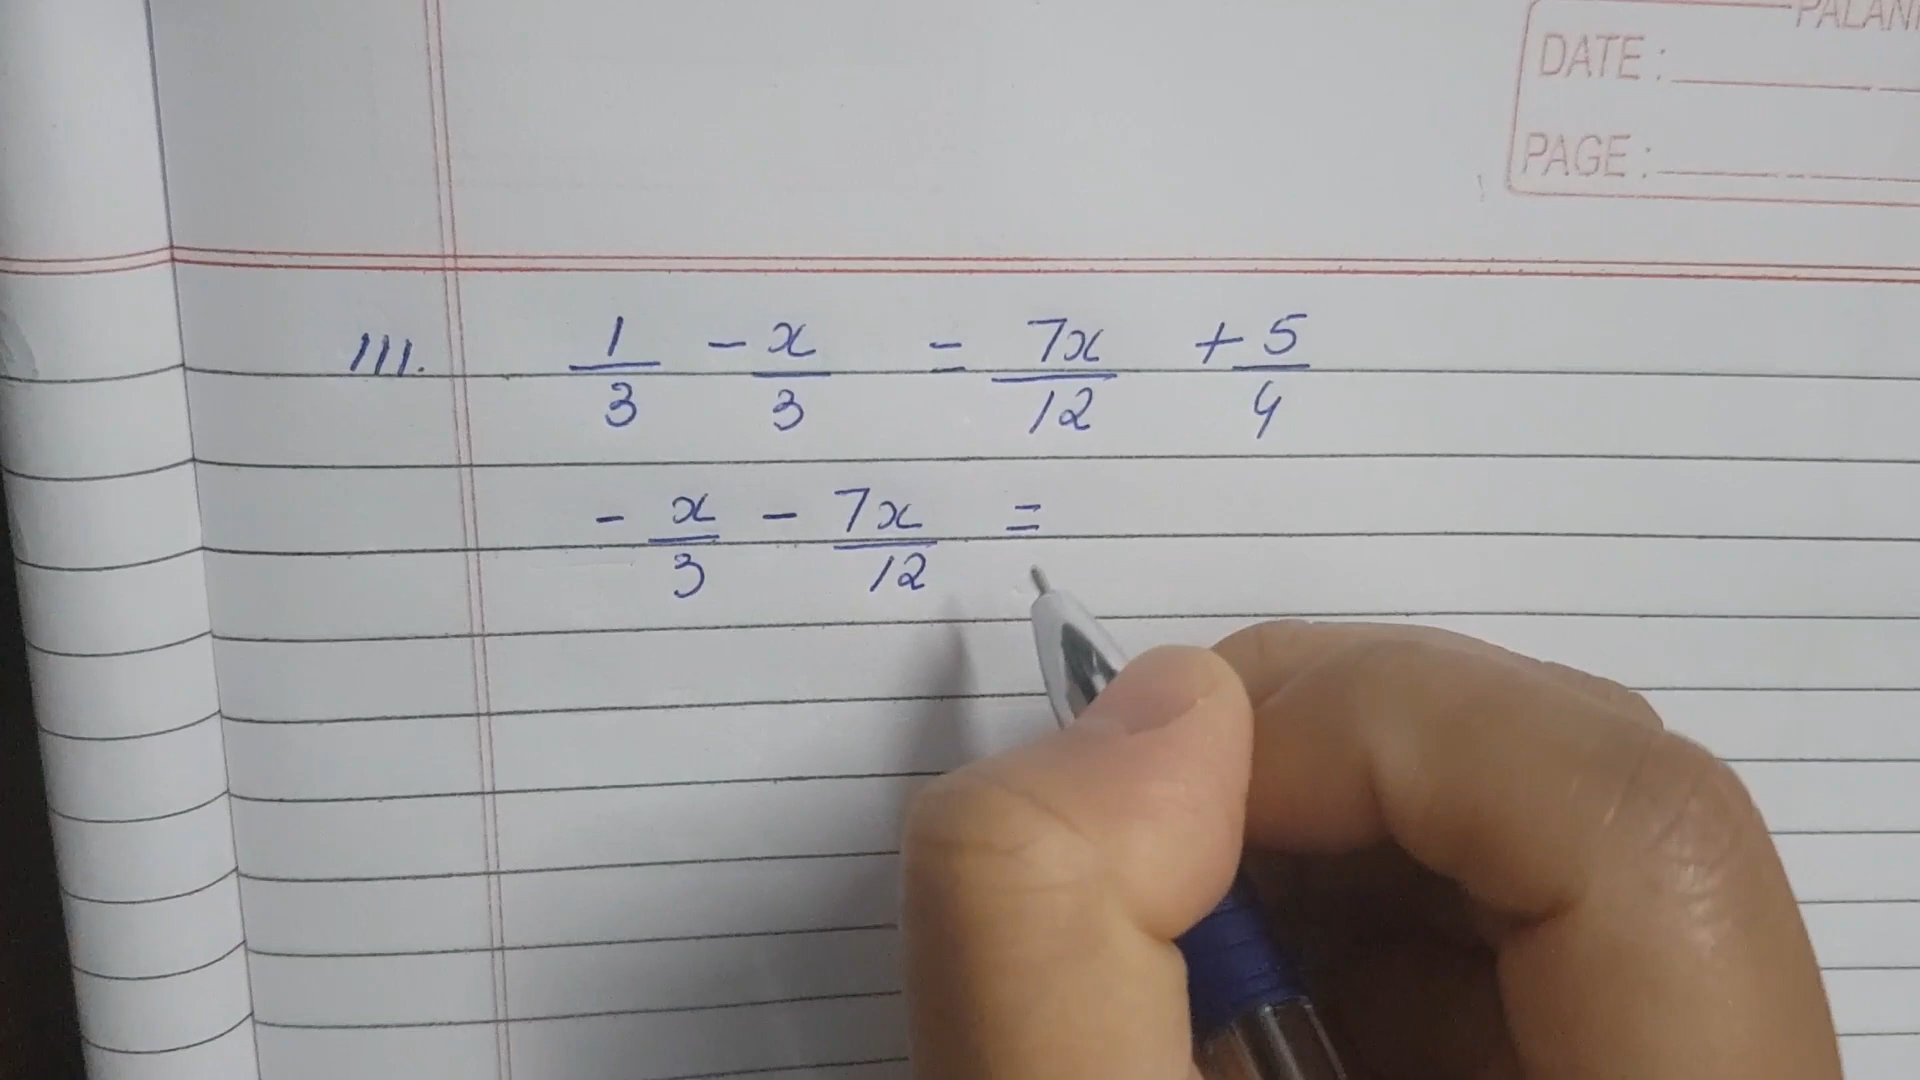 PALAN
DATE :
PAGE :
III. 1/3 - x/3 = 7x/12 + 5/4
- x/3 - 7x/12 =